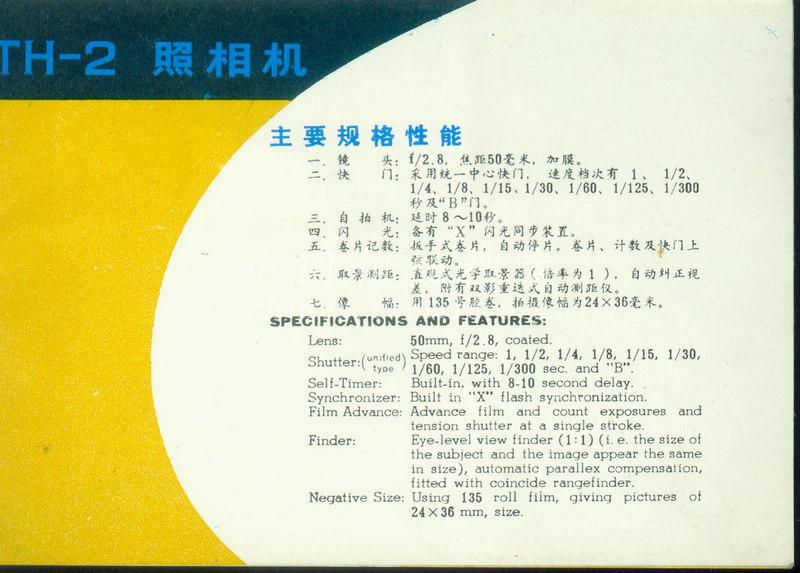 TH-2 照相机
主要规格性能
一、镜 头：f/2.8，焦距50毫米，加膜。
二、快 门：采用统一中心快门，速度档次有 1、1/2、
1/4、1/8、1/15、1/30、1/60、1/125、1/300
秒及“B”门。
三、自拍机：延时8～10秒。
四、闪 光：备有“X”闪光同步装置。
五、卷片记数：扳手式卷片，自动停片。卷片、计数及快门上
弦联动。
六、取景测距：直观式光学取景器（倍率为1），自动纠正视
差，附有双影重迭式自动测距仪。
七、像 幅：用135号胶卷，拍摄像幅为24×36毫米。
SPECIFICATIONS AND FEATURES:
Lens: 50mm, f/2.8, coated.
Shutter:(unified type) Speed range: 1, 1/2, 1/4, 1/8, 1/15, 1/30,
1/60, 1/125, 1/300 sec. and "B".
Self-Timer: Built-in, with 8-10 second delay.
Synchronizer: Built in "X" flash synchronization.
Film Advance: Advance film and count exposures and
tension shutter at a single stroke.
Finder: Eye-level view finder (1:1) (i. e. the size of
the subject and the image appear the same
in size), automatic parallex compensation,
fitted with coincide rangefinder.
Negative Size: Using 135 roll film, giving pictures of
24×36 mm, size.